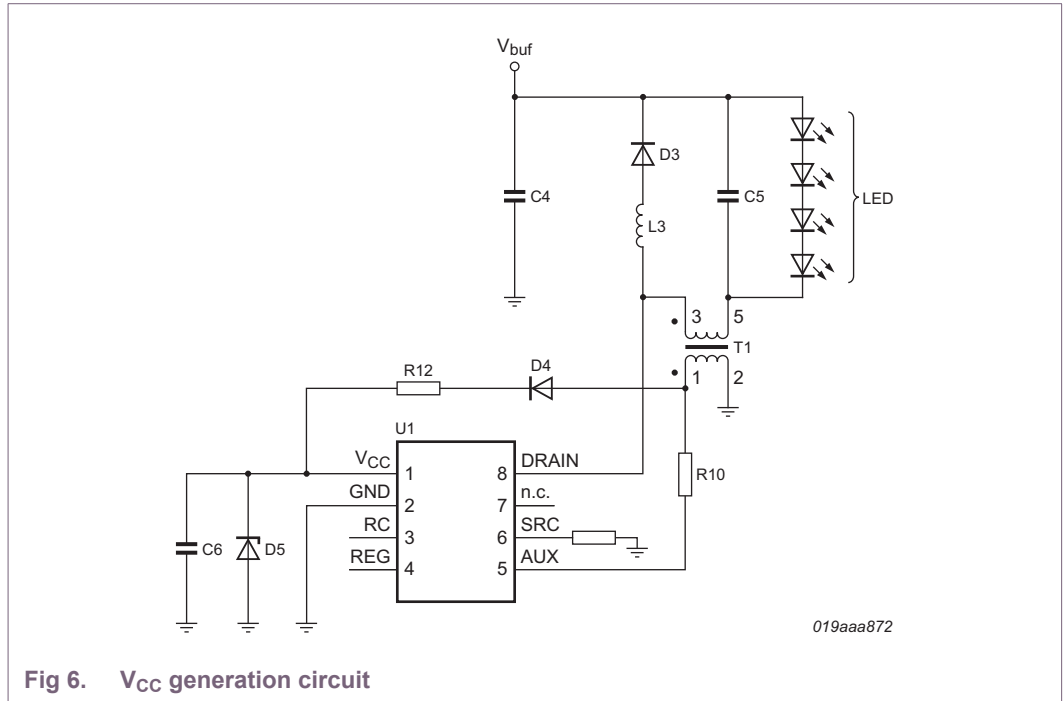 Vbuf
D3
C4
L3
C5
LED
3 5
T1
1 2
D4
R12
U1
VCC 1
8 DRAIN
R10
GND 2
7 n.c.
RC 3
6 SRC
REG 4
5 AUX
C6
D5
019aaa872
Fig 6. VCC generation circuit